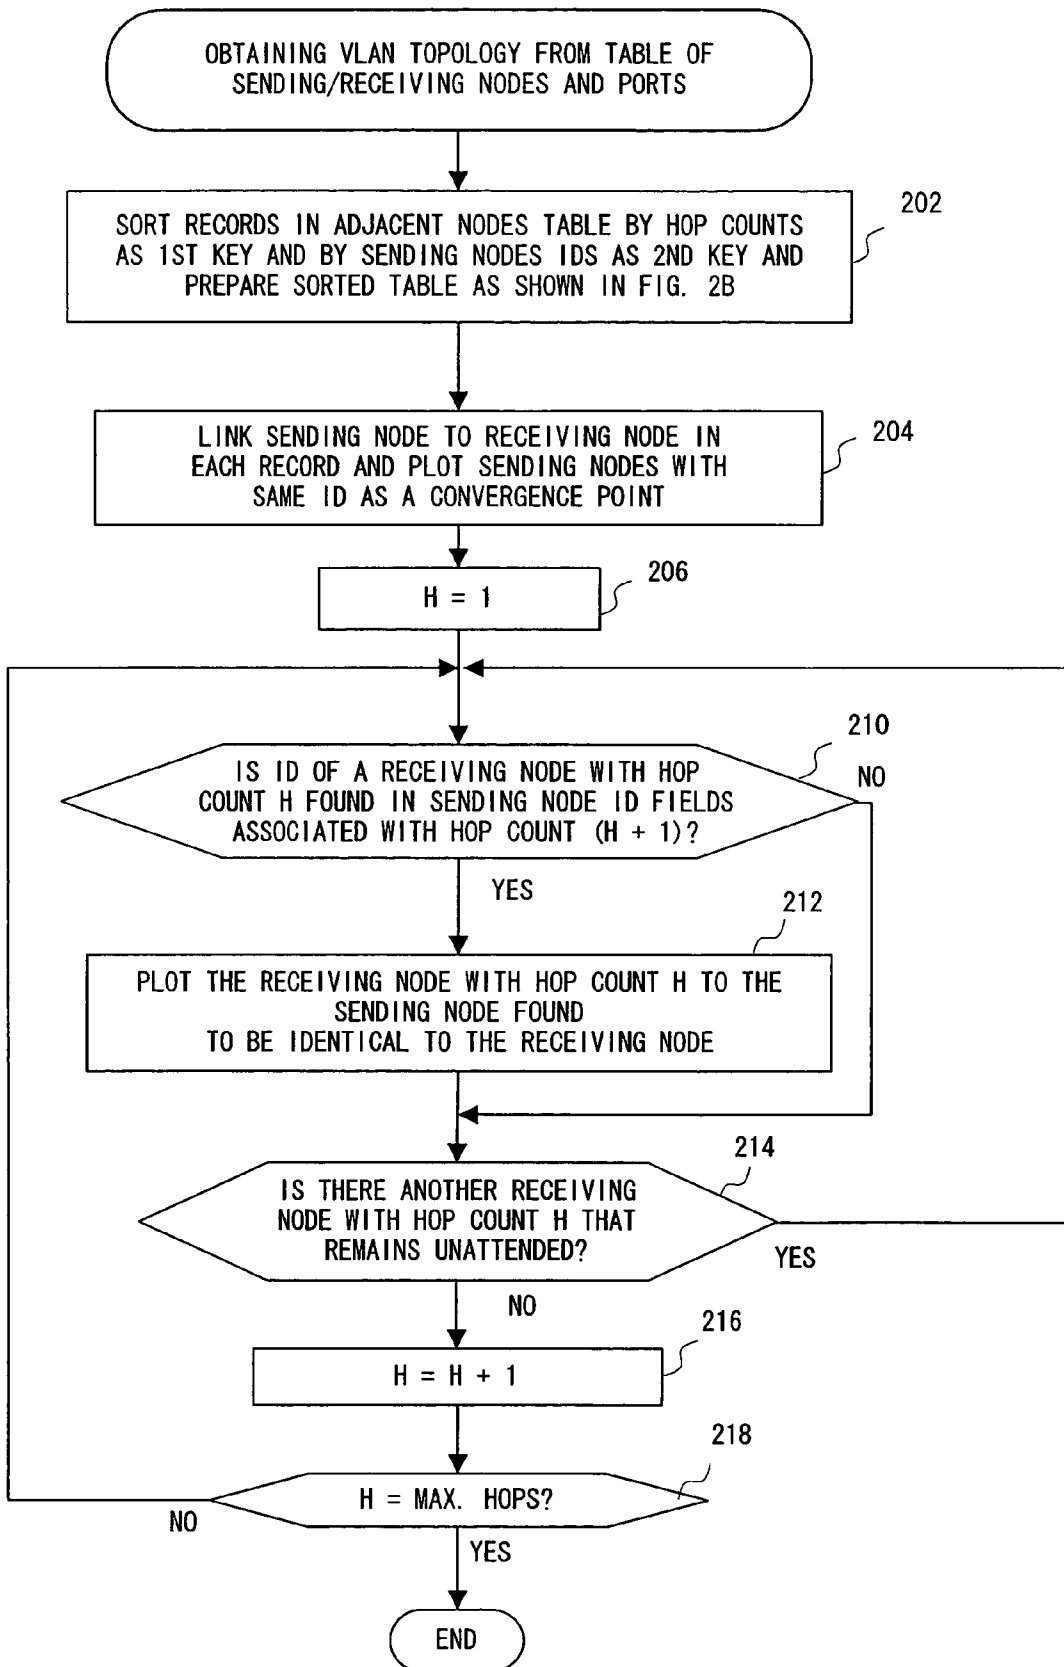 OBTAINING VLAN TOPOLOGY FROM TABLE OF
SENDING/RECEIVING NODES AND PORTS
202
SORT RECORDS IN ADJACENT NODES TABLE BY HOP COUNTS
AS 1ST KEY AND BY SENDING NODES IDS AS 2ND KEY AND
PREPARE SORTED TABLE AS SHOWN IN FIG. 2B
204
LINK SENDING NODE TO RECEIVING NODE IN
EACH RECORD AND PLOT SENDING NODES WITH
SAME ID AS A CONVERGENCE POINT
206
H = 1
210
IS ID OF A RECEIVING NODE WITH HOP
COUNT H FOUND IN SENDING NODE ID FIELDS
ASSOCIATED WITH HOP COUNT (H + 1)?
NO
YES
212
PLOT THE RECEIVING NODE WITH HOP COUNT H TO THE
SENDING NODE FOUND
TO BE IDENTICAL TO THE RECEIVING NODE
214
IS THERE ANOTHER RECEIVING
NODE WITH HOP COUNT H THAT
REMAINS UNATTENDED?
YES
NO
216
H = H + 1
218
H = MAX. HOPS?
NO
YES
END